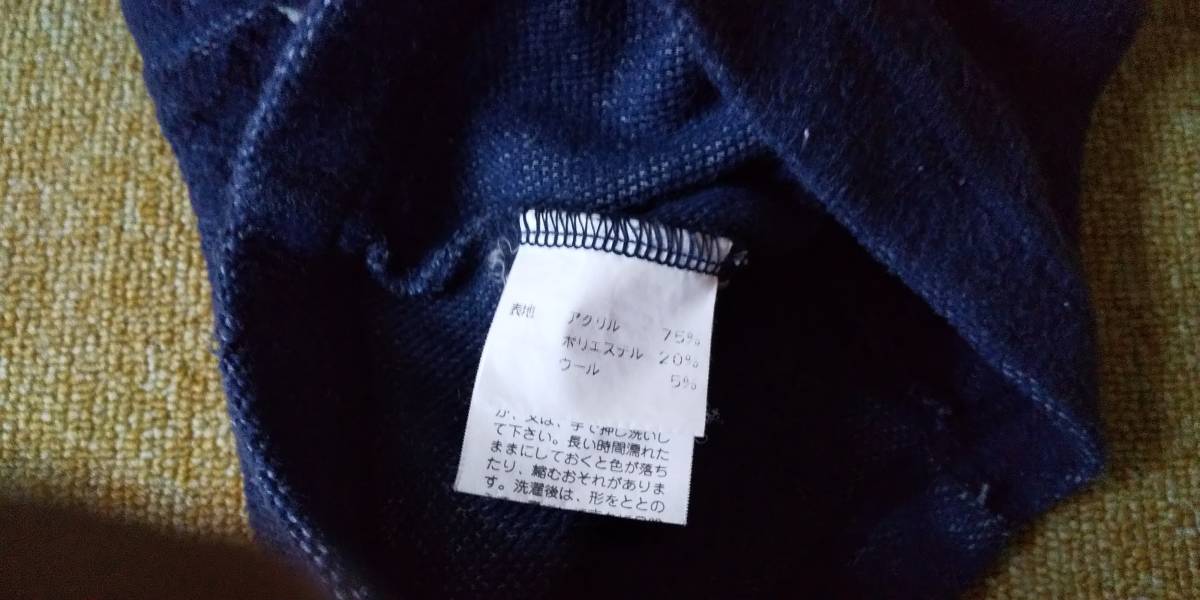 表地 アクリル 75%
ポリエステル 20%
ウール 5%
か、又は、手で押し洗いし
て下さい。長い時間濡れた
ままにしておくと色が落ち
たり、縮むおそれがありま
す。洗濯後は、形をととの